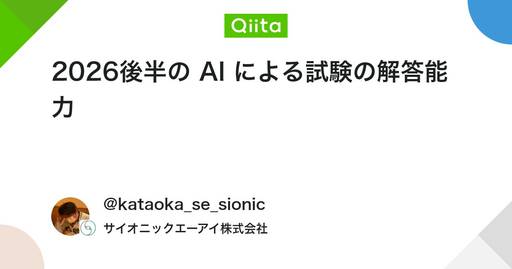 Qiita
2026後半の AI による試験の解答能
力
@kataoka_se_sionic
サイオニックエーアイ株式会社